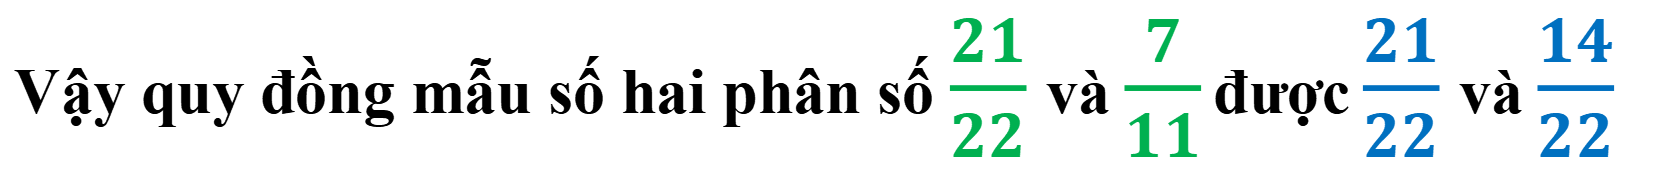 Vậy quy đồng mẫu số hai phân số 21/22 và 7/11 được 21/22 và 14/22